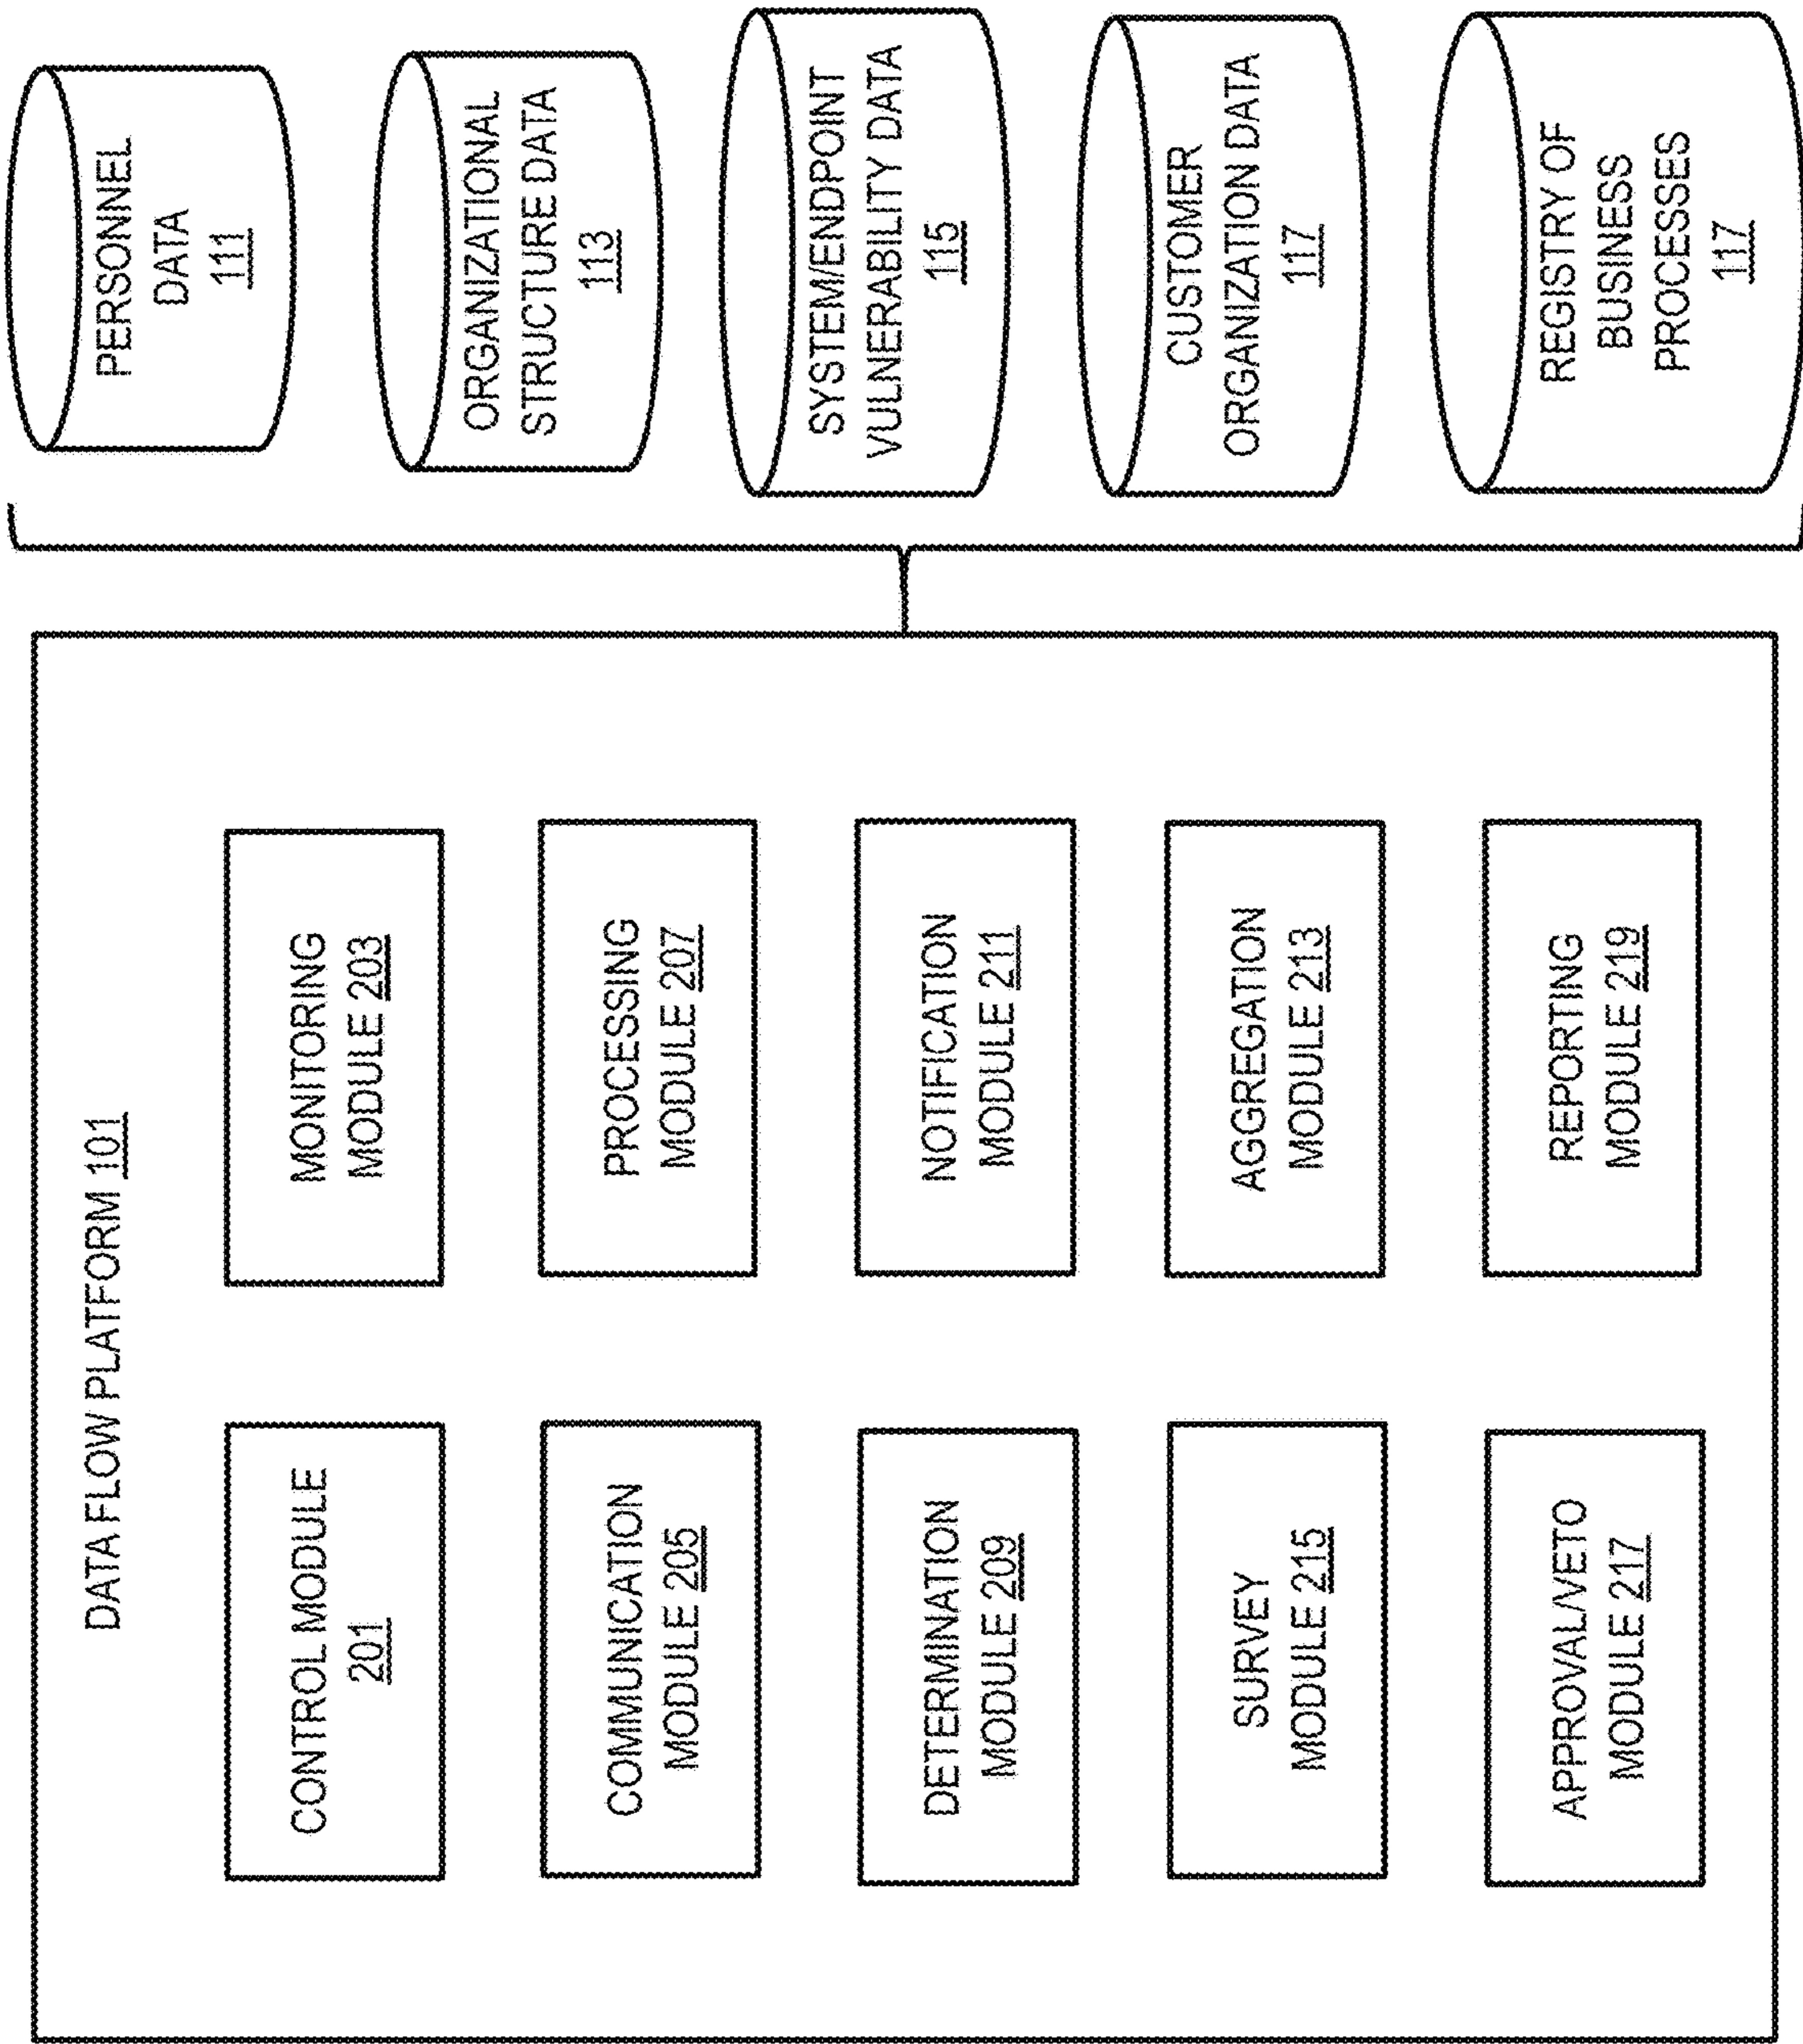 DATA FLOW PLATFORM 101
CONTROL MODULE
201
MONITORING
MODULE 203
COMMUNICATION
MODULE 205
PROCESSING
MODULE 207
DETERMINATION
MODULE 209
NOTIFICATION
MODULE 211
SURVEY
MODULE 215
AGGREGATION
MODULE 213
APPROVAL/VETO
MODULE 217
REPORTING
MODULE 219
PERSONNEL
DATA
111
ORGANIZATIONAL
STRUCTURE DATA
113
SYSTEM/ENDPOINT
VULNERABILITY DATA
115
CUSTOMER
ORGANIZATION DATA
117
REGISTRY OF
BUSINESS
PROCESSES
117